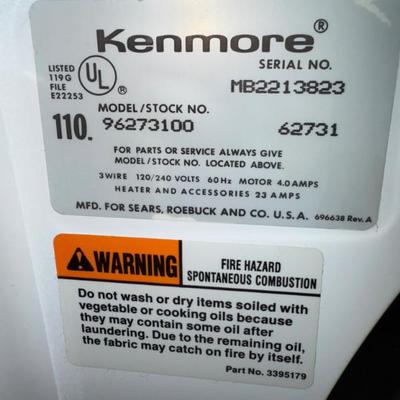 Kenmore®
LISTED
119G
FILE
E22253
UL®
SERIAL NO.
MB2213823
MODEL/STOCK NO.
110. 96273100 62731
FOR PARTS OR SERVICE ALWAYS GIVE
MODEL/STOCK NO. LOCATED ABOVE.
3 WIRE 120/240 VOLTS 60Hz MOTOR 4.0 AMPS
HEATER AND ACCESSORIES 23 AMPS
MFD. FOR SEARS, ROEBUCK AND CO. U.S.A. 696638 Rev. A
WARNING
FIRE HAZARD
SPONTANEOUS COMBUSTION
Do not wash or dry items soiled with
vegetable or cooking oils because
they may contain some oil after
laundering. Due to the remaining oil,
the fabric may catch on fire by itself.
Part No. 3395179